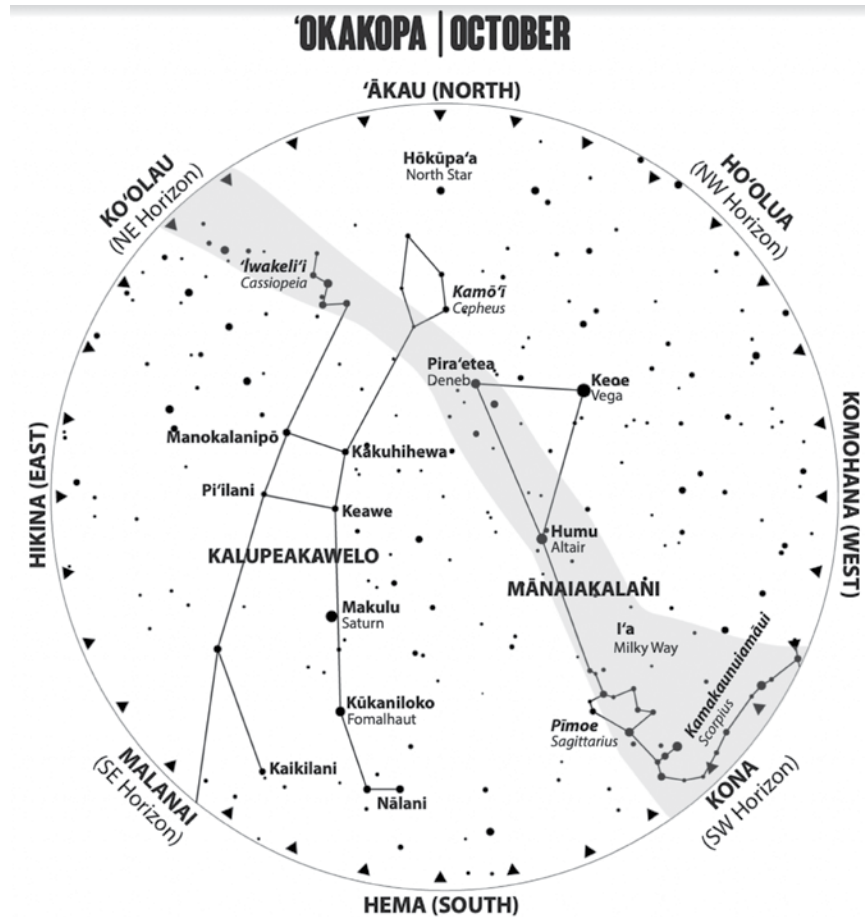 ʻOKAKOPA | OCTOBER
ʻĀKAU (NORTH)
Hōkūpaʻa
North Star
KOʻOLAU
(NE Horizon)
HOʻOLUA
(NW Horizon)
ʻIwakeliʻi
Cassiopeia
Kamōʻī
Cepheus
Piraʻetea
Deneb
Keoe
Vega
Manokalanipō
Kākuhihewa
HIKINA (EAST)
KOMOHANA (WEST)
Piʻilani
Keawe
Humu
Altair
KALUPEAKAWELO
MĀNAIAKALANI
Makulu
Saturn
Iʻa
Milky Way
Kūkaniloko
Fomalhaut
Pīmoe
Sagittarius
Kamakaunuiamāui
Scorpius
Kaikilani
Nālani
MALANAI
(SE Horizon)
KONA
(SW Horizon)
HEMA (SOUTH)